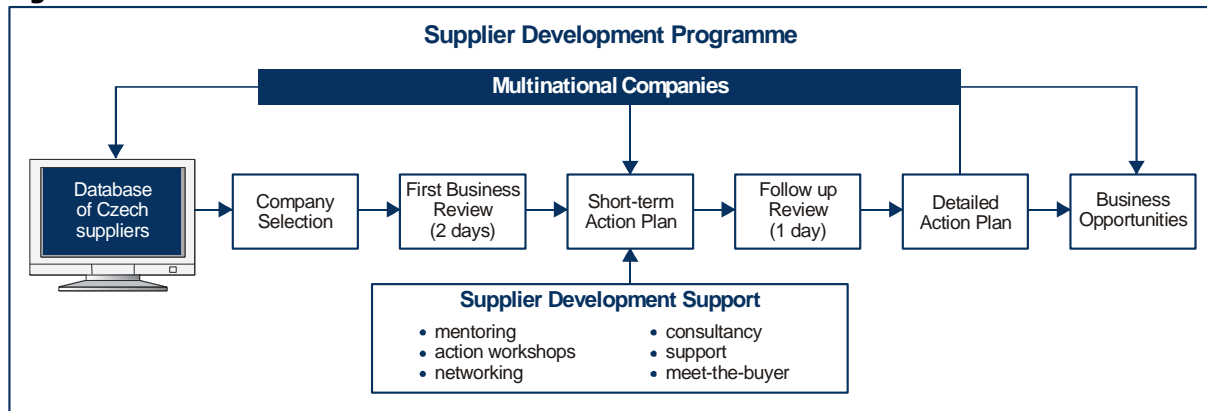 Supplier Development Programme
Multinational Companies
Database
of Czech
suppliers
Company
Selection
First Business
Review
(2 days)
Short-term
Action Plan
Follow up
Review
(1 day)
Detailed
Action Plan
Business
Opportunities
Supplier Development Support
• mentoring
• action workshops
• networking
• consultancy
• support
• meet-the-buyer